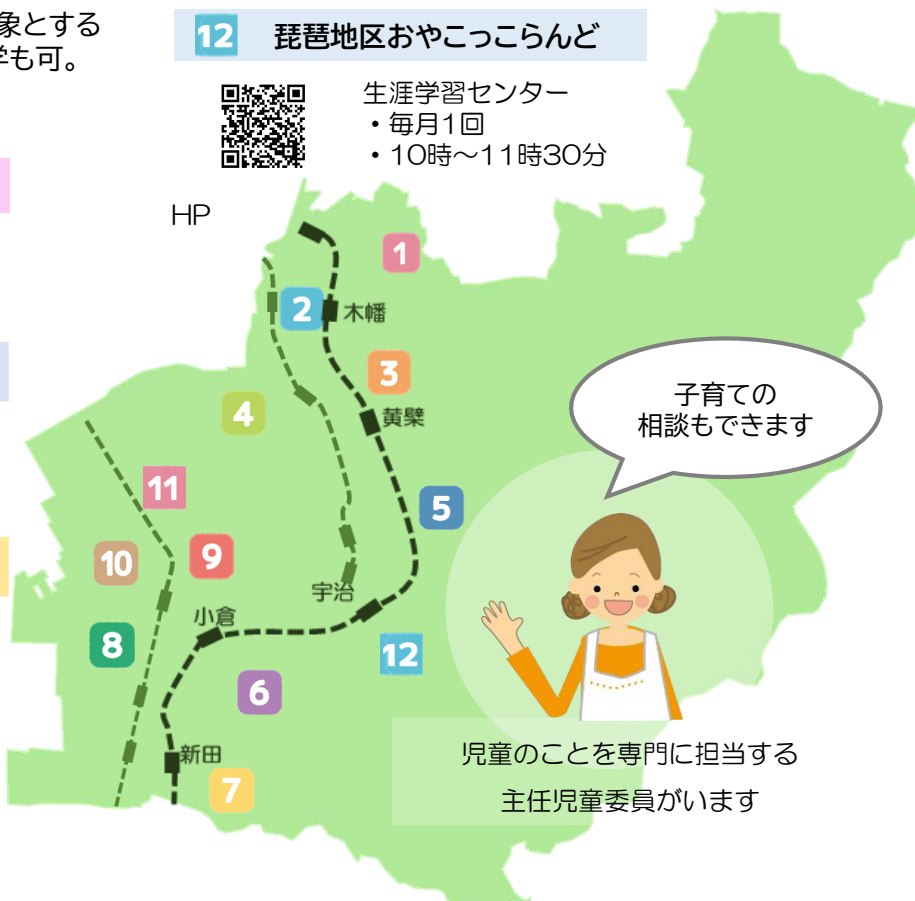 象とする
学も可。
12 琵琶地区おやこっこらんど
生涯学習センター
・毎月1回
・10時～11時30分
HP
1
2
木幡
3
4
黄檗
子育ての
相談もできます
11
5
10
9
宇治
小倉
8
12
6
新田
7
児童のことを専門に担当する
主任児童委員がいます